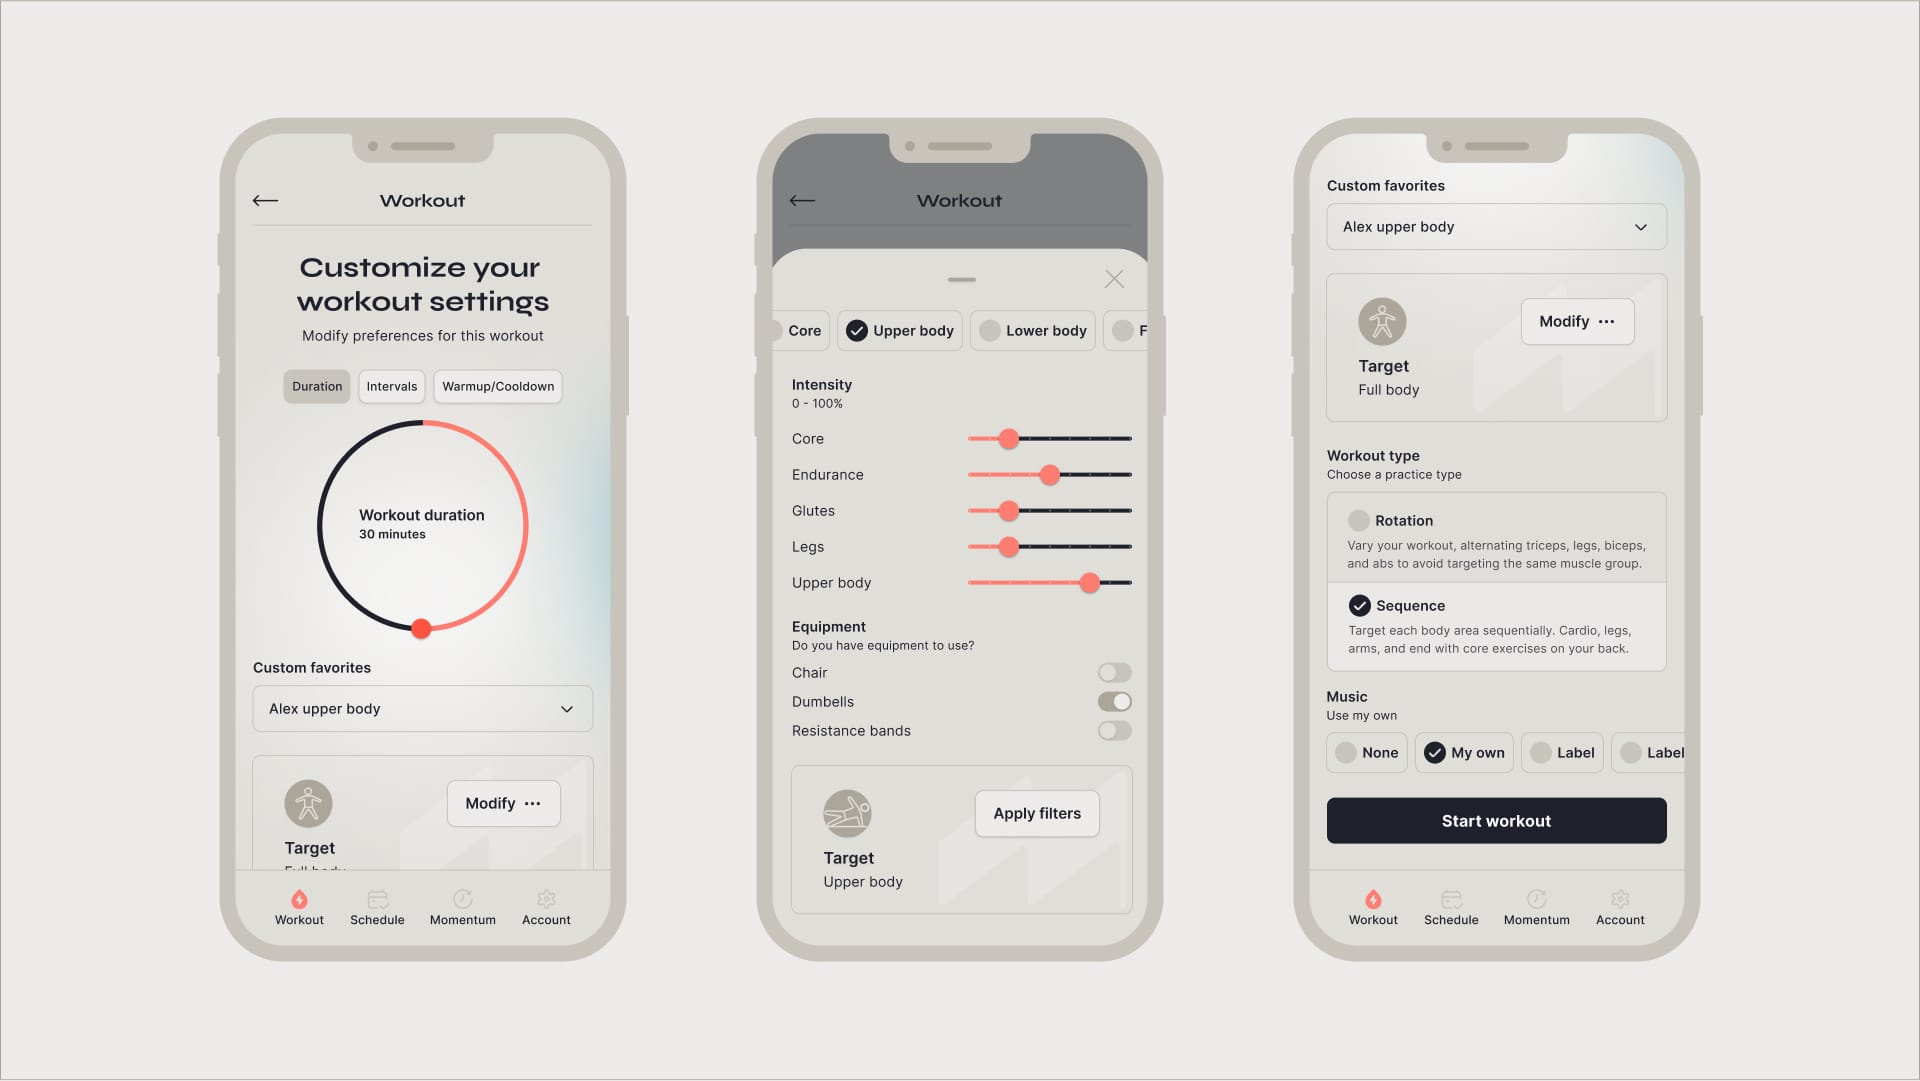 Workout
Customize your
workout settings
Modify preferences for this workout
Duration
Intervals
Warmup/Cooldown
Workout duration
30 minutes
Custom favorites
Alex upper body
Modify
Target
Full body
Workout
Schedule
Momentum
Account
Workout
Core
Upper body
Lower body
F
Intensity
0 - 100%
Core
Endurance
Glutes
Legs
Upper body
Equipment
Do you have equipment to use?
Chair
Dumbells
Resistance bands
Apply filters
Target
Upper body
Custom favorites
Alex upper body
Modify
Target
Full body
Workout type
Choose a practice type
Rotation
Vary your workout, alternating triceps, legs, biceps,
and abs to avoid targeting the same muscle group.
Sequence
Target each body area sequentially. Cardio, legs,
arms, and end with core exercises on your back.
Music
Use my own
None
My own
Label
Label
Start workout
Workout
Schedule
Momentum
Account